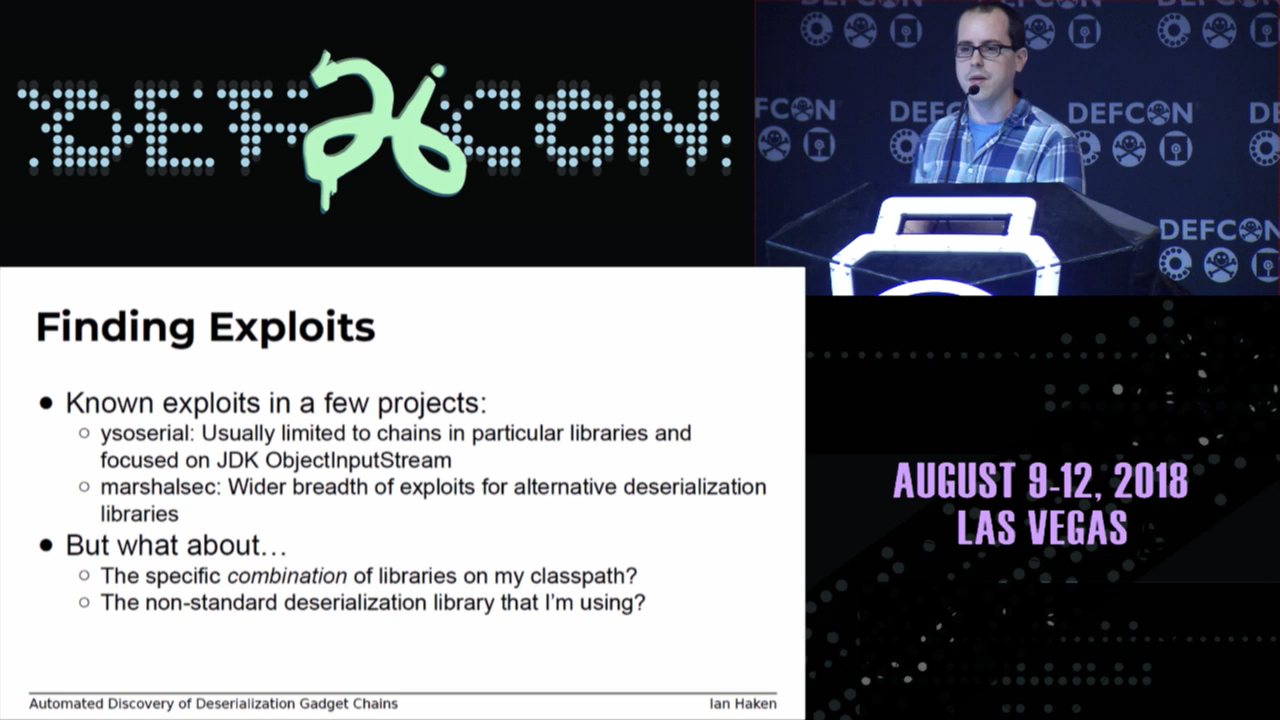 DEF CON
26
DEFCON
DEFCON
DEFCON
DEFCON
Finding Exploits
● Known exploits in a few projects:
○ ysoserial: Usually limited to chains in particular libraries and
focused on JDK ObjectInputStream
○ marshalsec: Wider breadth of exploits for alternative deserialization
libraries
● But what about…
○ The specific combination of libraries on my classpath?
○ The non-standard deserialization library that I'm using?
Automated Discovery of Deserialization Gadget Chains
Ian Haken
AUGUST 9-12, 2018
LAS VEGAS